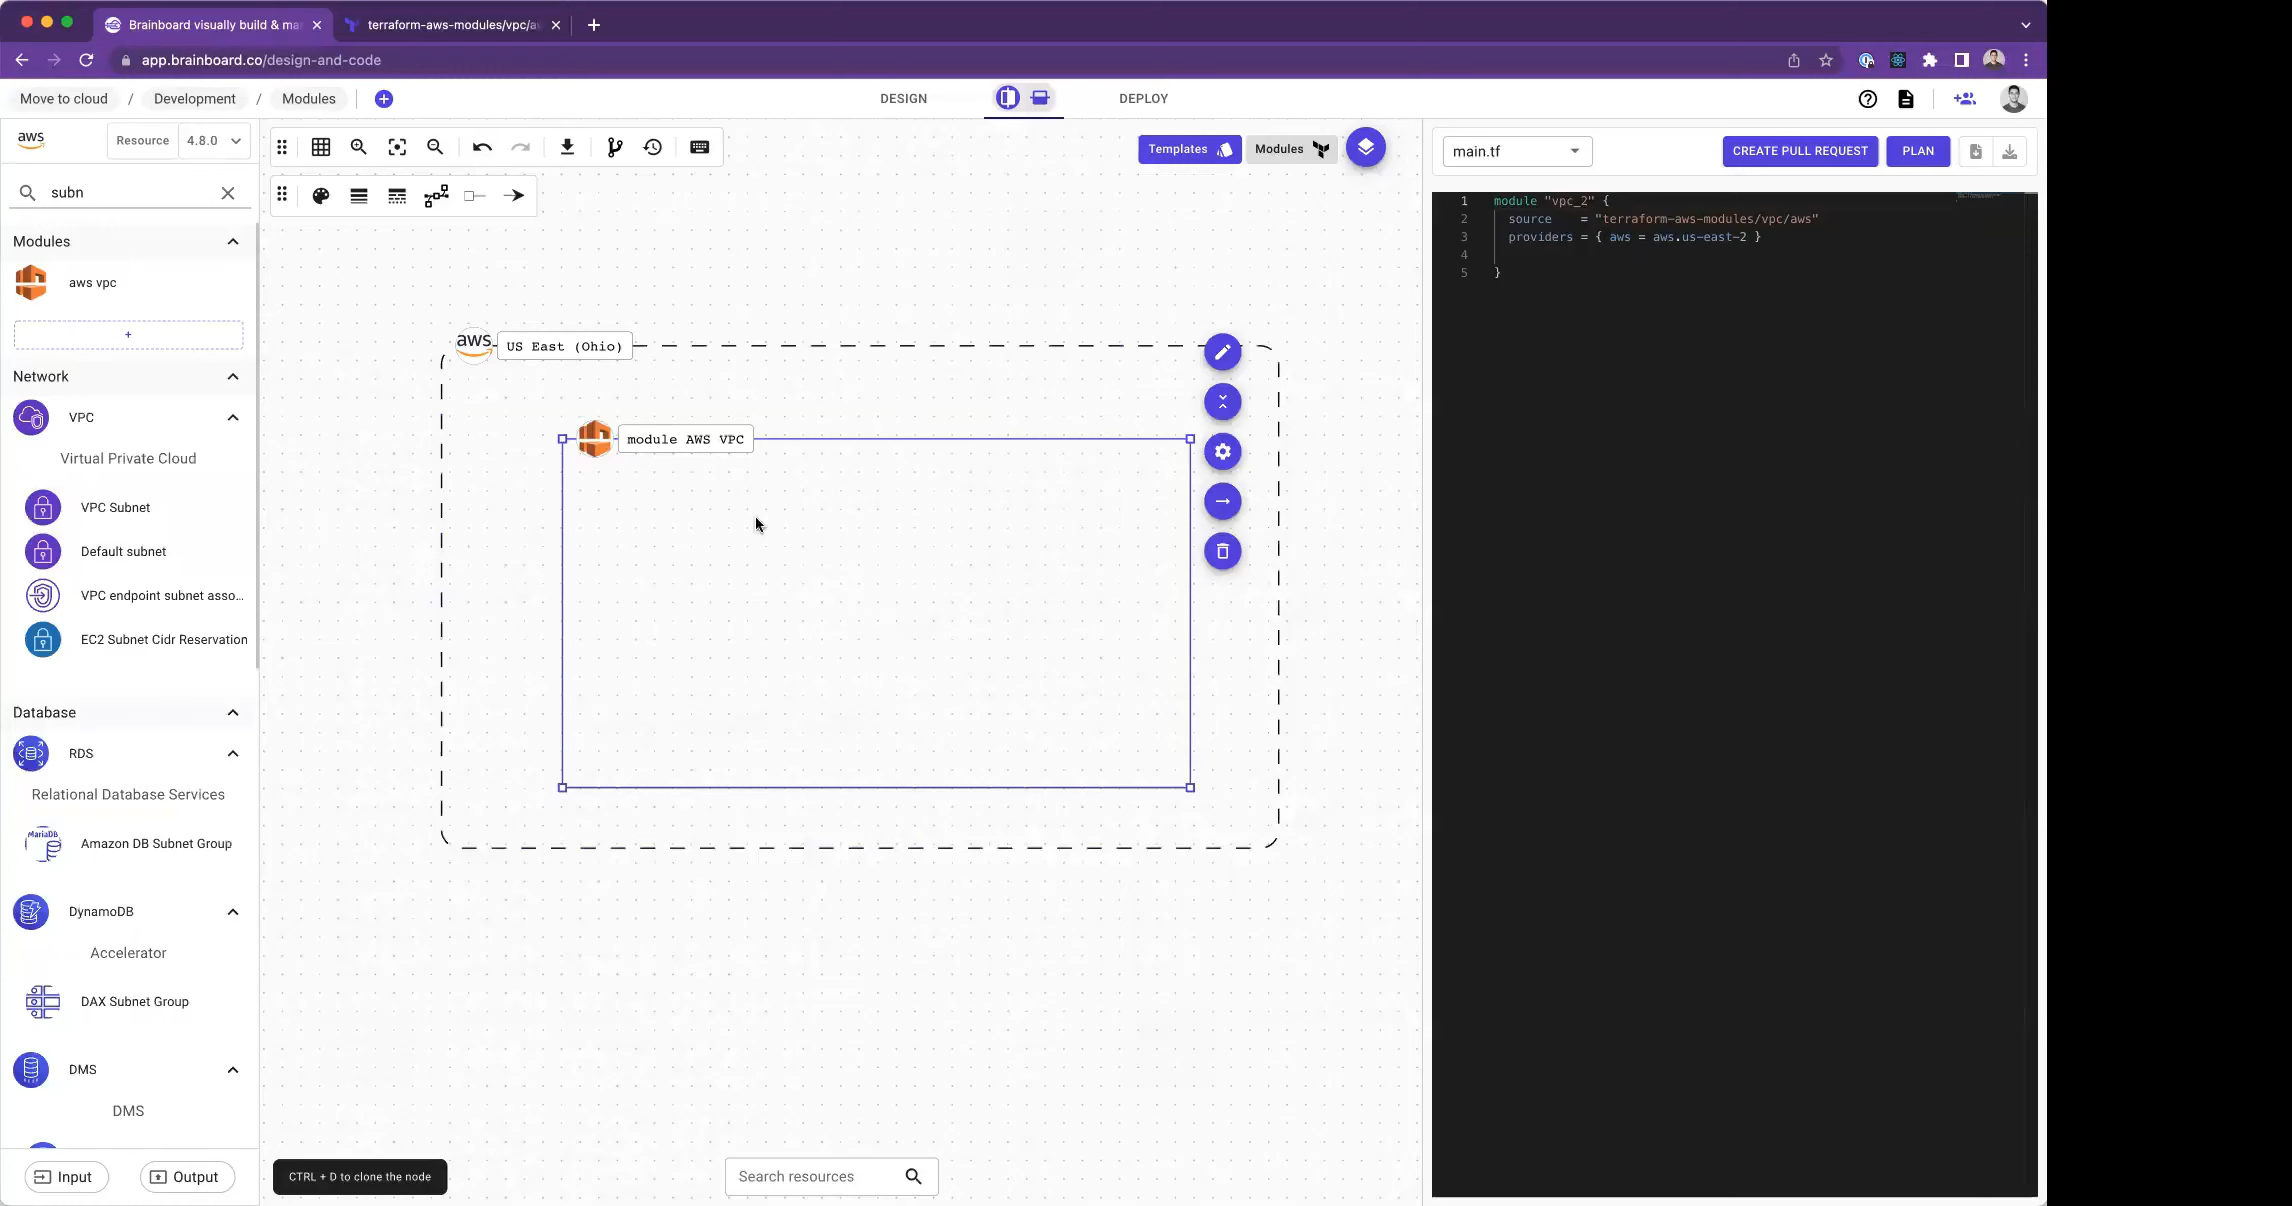 Brainboard visually build & ma
terraform-aws-modules/vpc/a
app.brainboard.co/design-and-code
Move to cloud / Development / Modules
DESIGN
DEPLOY
aws
Resource
4.8.0
Templates
Modules
main.tf
CREATE PULL REQUEST
PLAN
subn
Modules
aws vpc
+
Network
VPC
Virtual Private Cloud
VPC Subnet
Default subnet
VPC endpoint subnet asso...
EC2 Subnet Cidr Reservation
Database
RDS
Relational Database Services
MariaDB
Amazon DB Subnet Group
DynamoDB
Accelerator
DAX Subnet Group
DMS
DMS
Input
Output
aws
US East (Ohio)
module AWS VPC
CTRL + D to clone the node
Search resources
1 module "vpc_2" {
2 source = "terraform-aws-modules/vpc/aws"
3 providers = { aws = aws.us-east-2 }
4
5 }